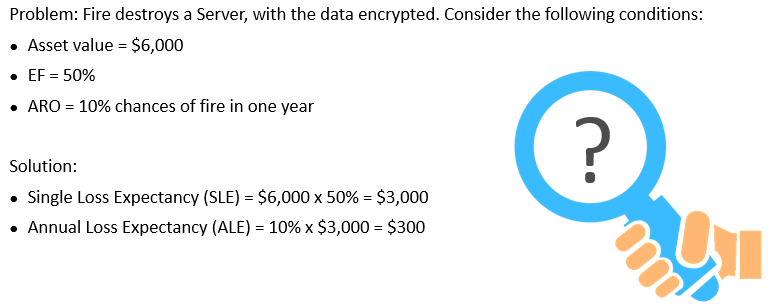 Problem: Fire destroys a Server, with the data encrypted. Consider the following conditions:
• Asset value = $6,000
• EF = 50%
• ARO = 10% chances of fire in one year
Solution:
• Single Loss Expectancy (SLE) = $6,000 x 50% = $3,000
• Annual Loss Expectancy (ALE) = 10% x $3,000 = $300
?